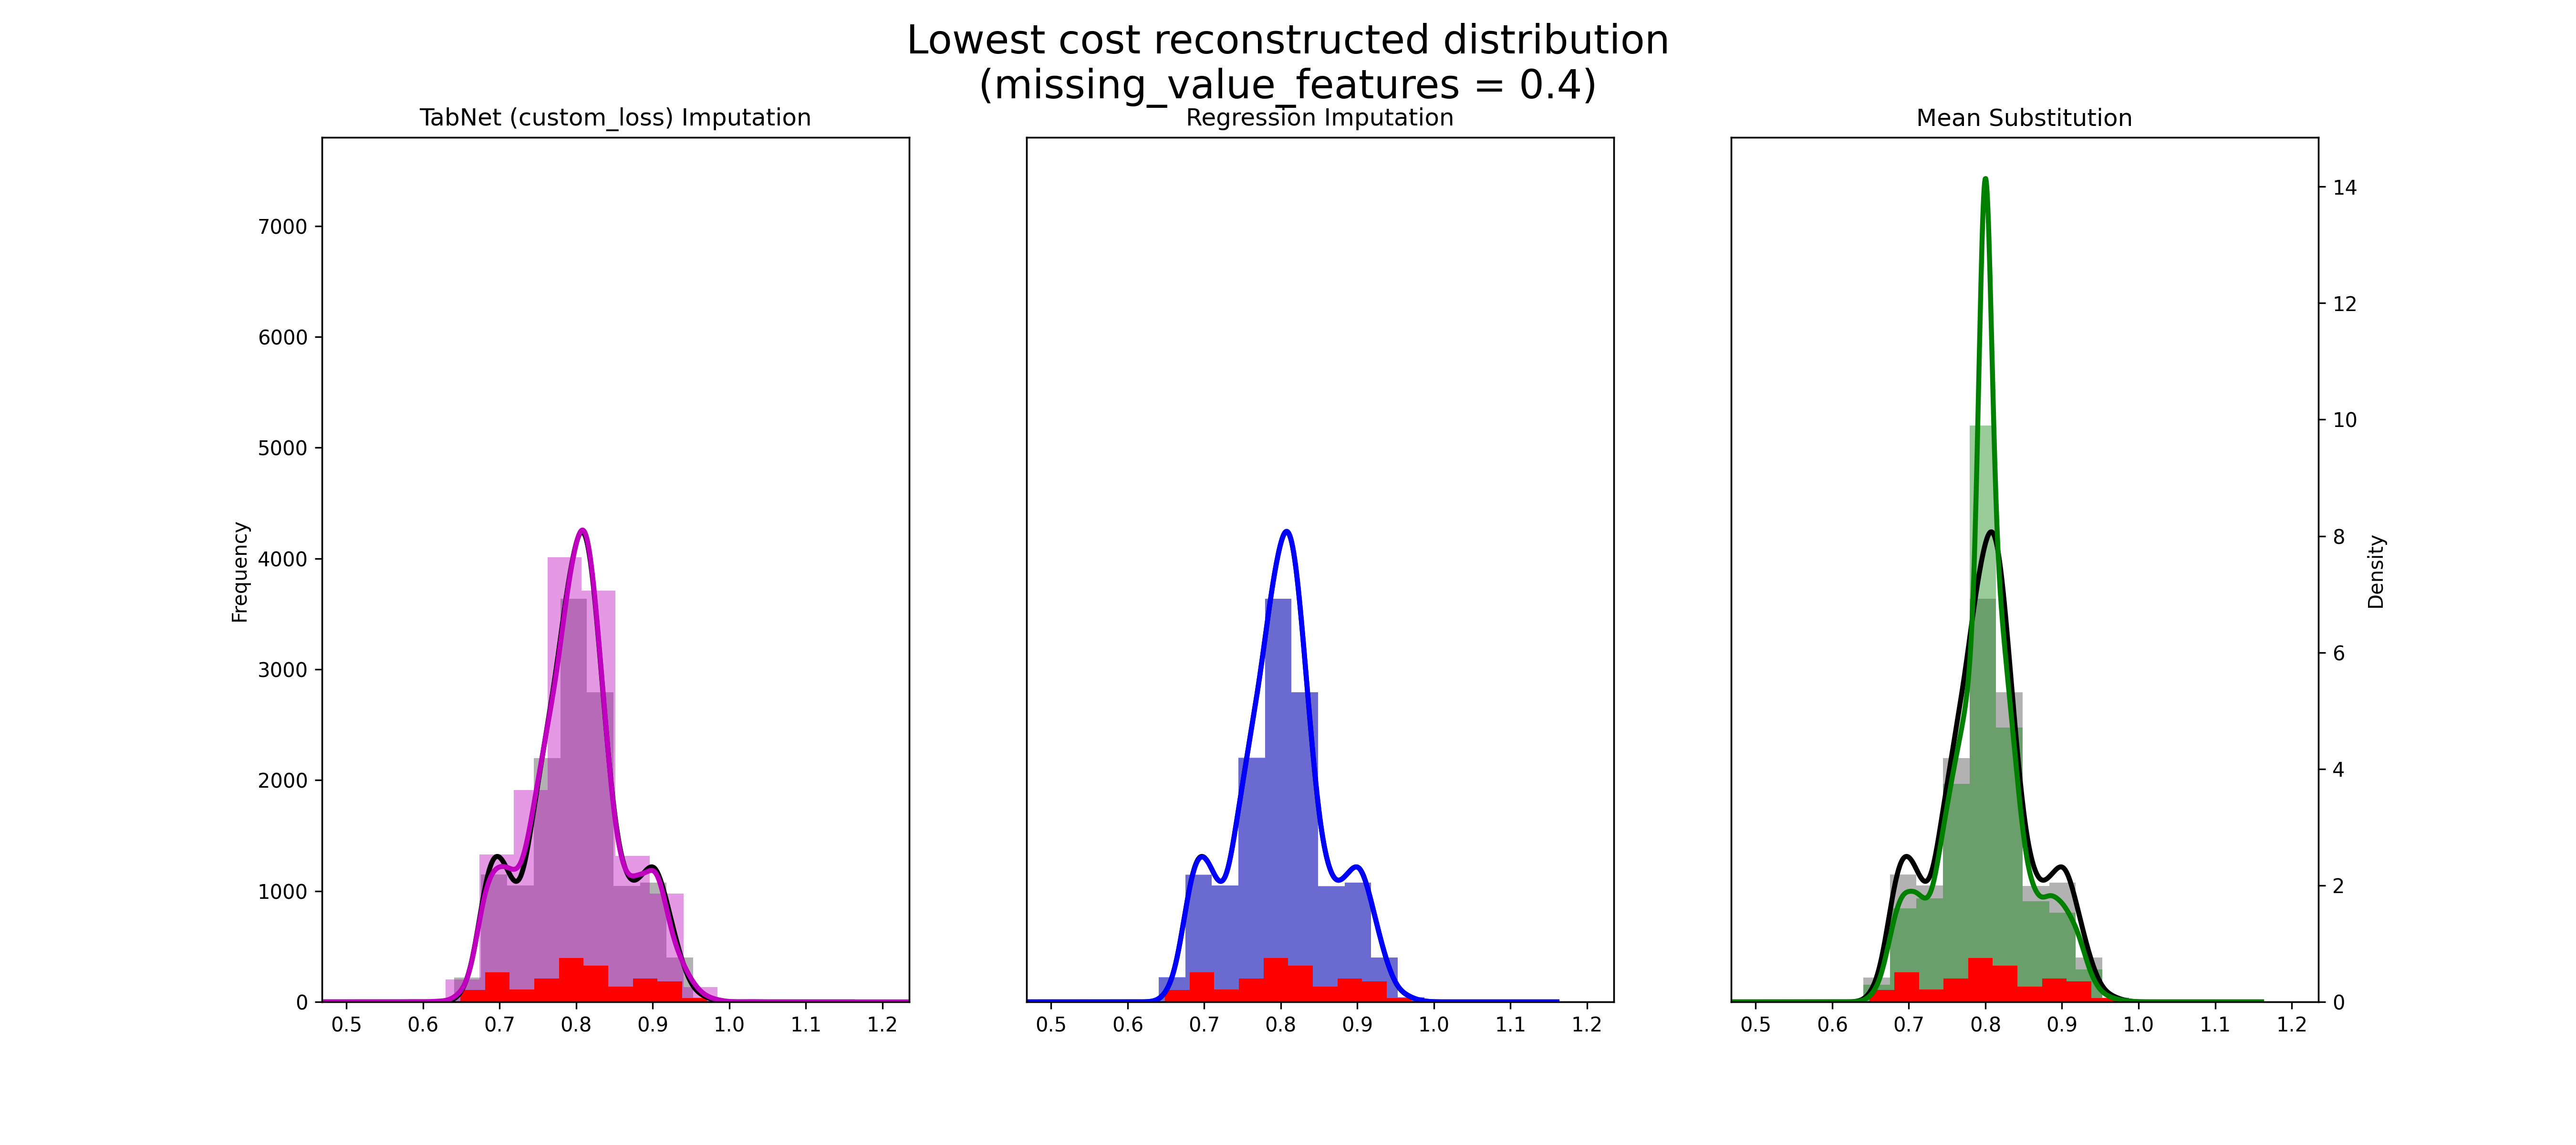 Lowest cost reconstructed distribution
(missing_value_features = 0.4)
TabNet (custom_loss) Imputation
Regression Imputation
Mean Substitution
Frequency
7000
6000
5000
4000
3000
2000
1000
0
0.5 0.6 0.7 0.8 0.9 1.0 1.1 1.2
0.5 0.6 0.7 0.8 0.9 1.0 1.1 1.2
0.5 0.6 0.7 0.8 0.9 1.0 1.1 1.2
14
12
10
8
6
4
2
0
Density